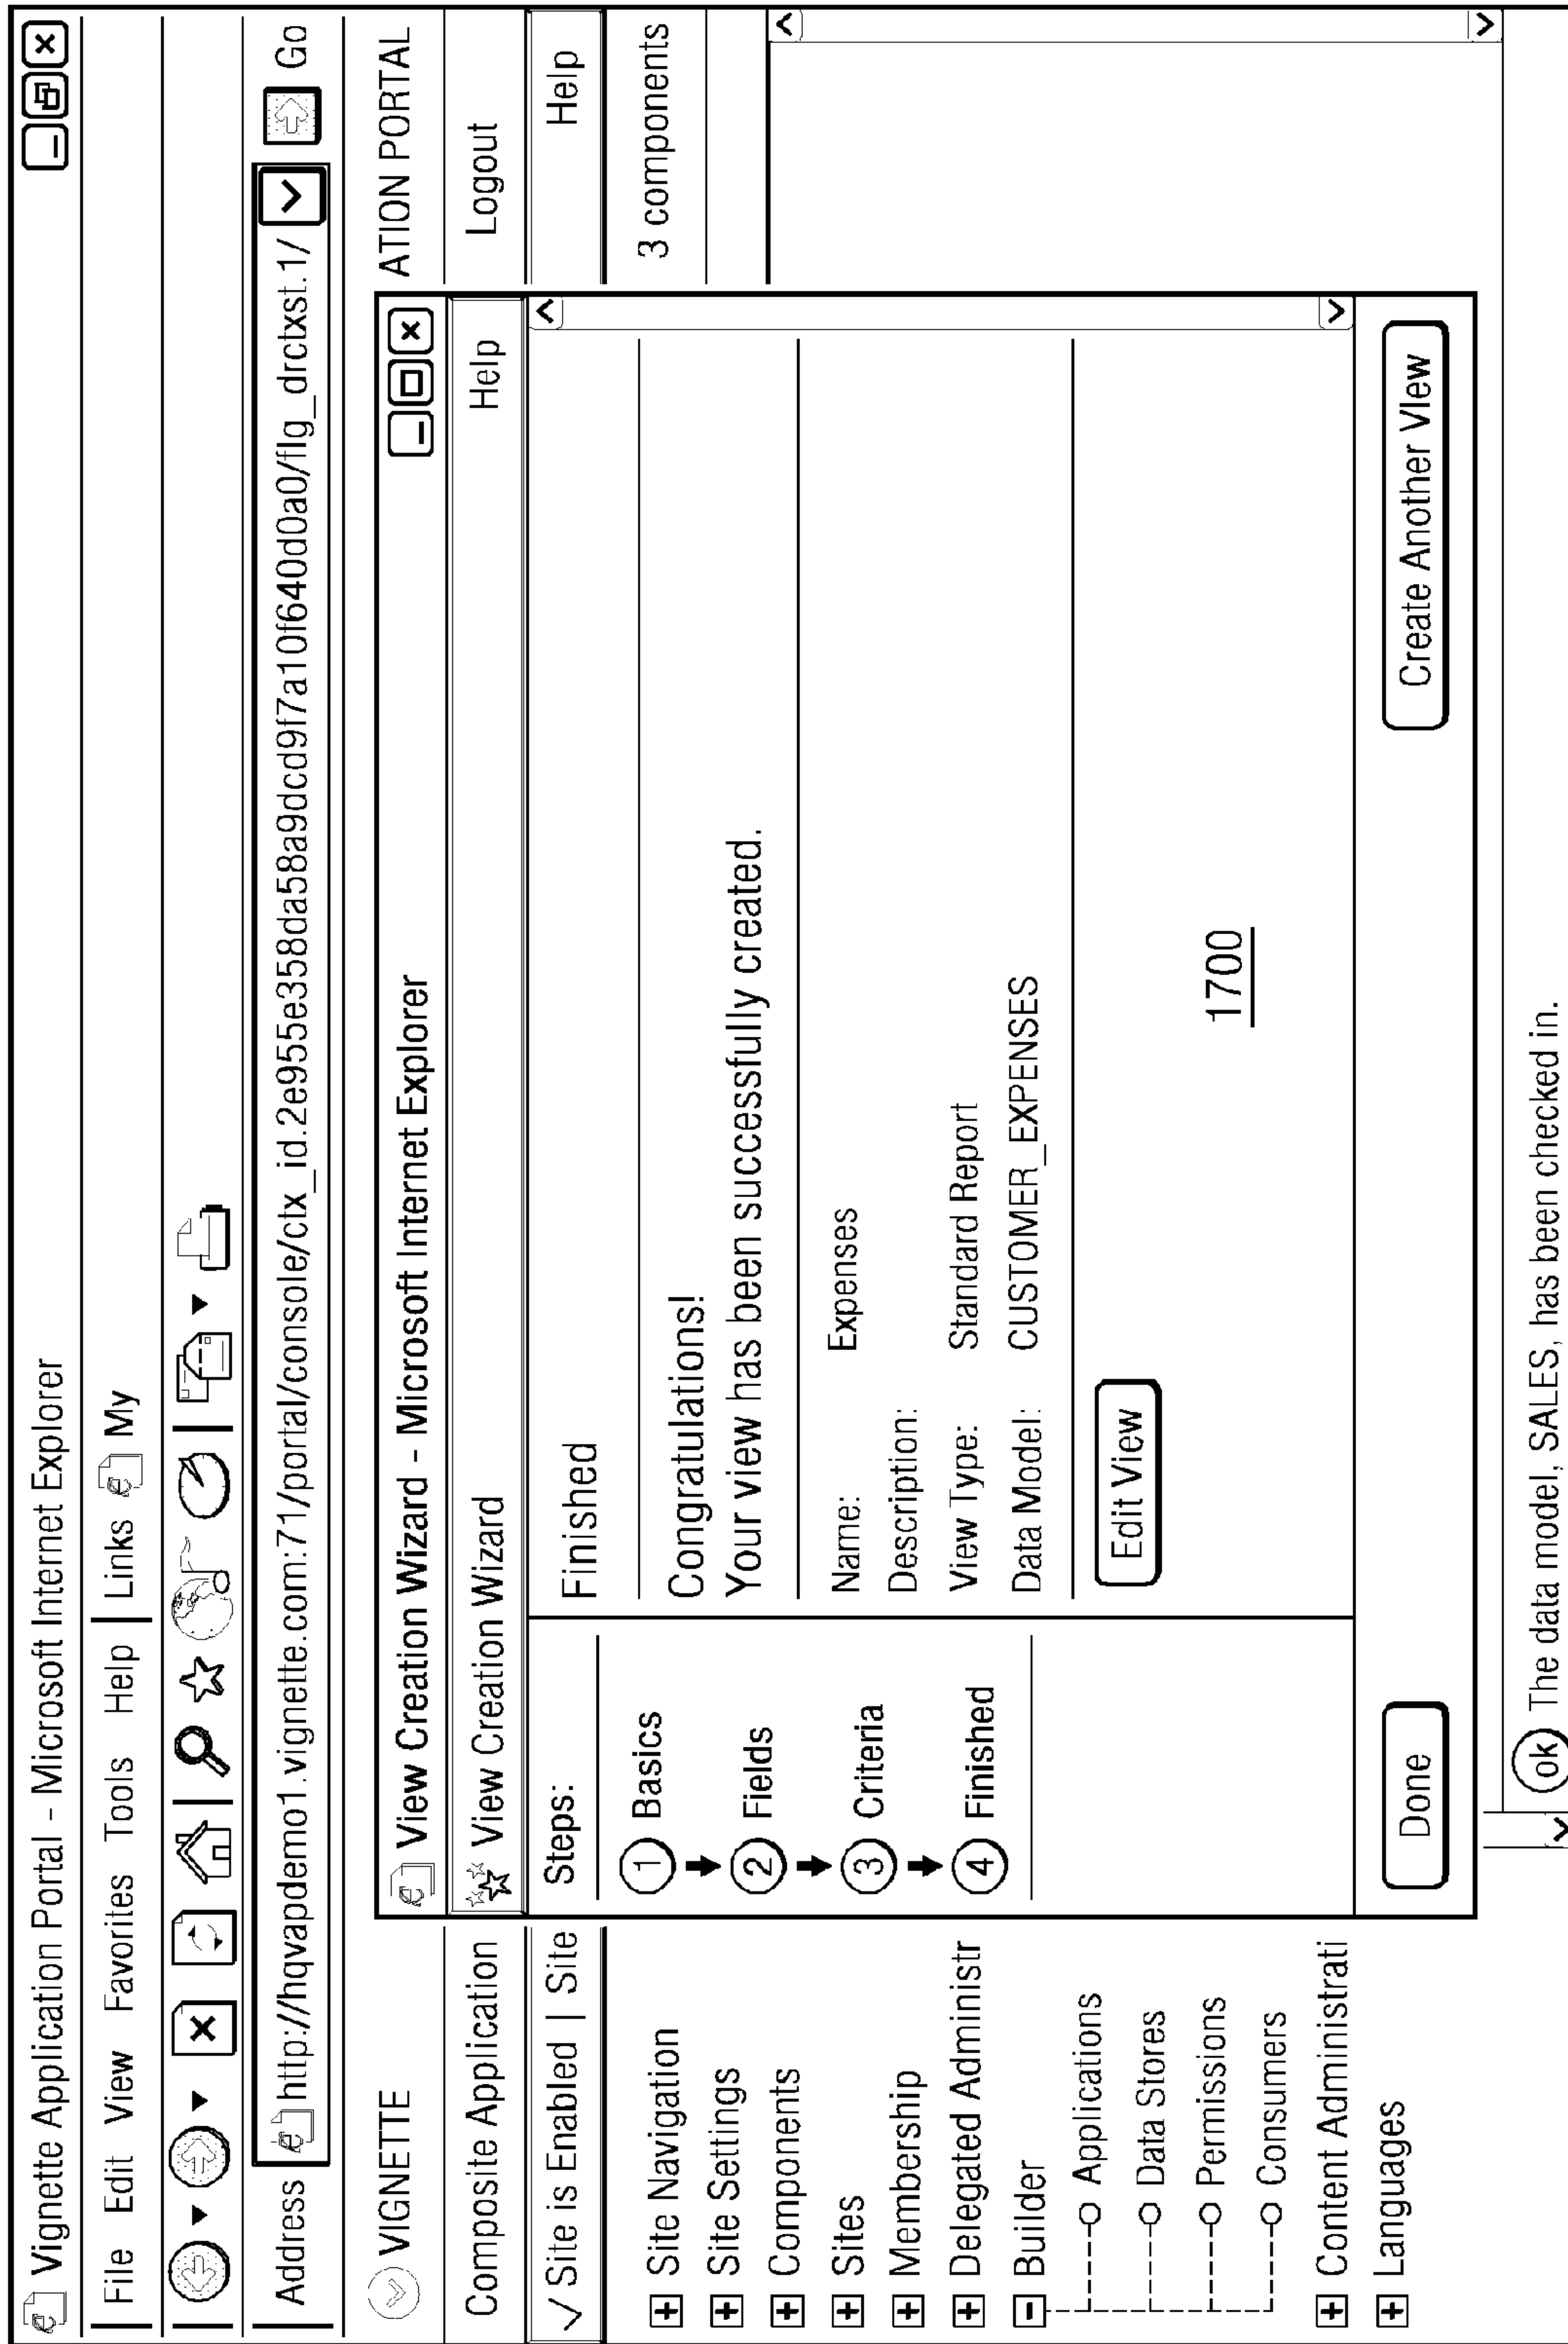 Vignette Application Portal - Microsoft Internet Explorer
File Edit View Favorites Tools Help Links My
Address http://hqvapdemo1.vignette.com:71/portal/console/ctx_id.2e955e358da58a9dcd9f7a10f640d0a0/flg_drctxst.1/ Go
VIGNETTE
ATION PORTAL
Composite Application
Logout
Site is Enabled | Site
Help
3 components
Site Navigation
Site Settings
Components
Sites
Membership
Delegated Administr
Builder
Applications
Data Stores
Permissions
Consumers
Content Administrati
Languages
View Creation Wizard - Microsoft Internet Explorer
View Creation Wizard Help
Steps:
1 Basics
2 Fields
3 Criteria
4 Finished
Finished
Congratulations!
Your view has been successfully created.
Name: Expenses
Description:
View Type: Standard Report
Data Model: CUSTOMER_EXPENSES
Edit View
1700
Done
Create Another VIew
ok The data model, SALES, has been checked in.